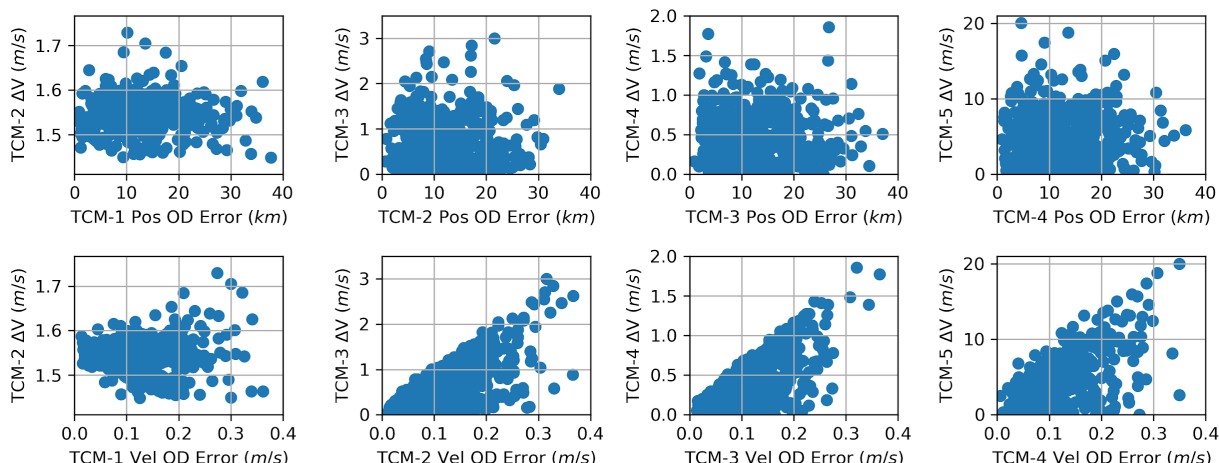 TCM-2 ΔV (m/s)
1.7
1.6
1.5
0 10 20 30 40
TCM-1 Pos OD Error (km)
TCM-3 ΔV (m/s)
3
2
1
0
0 10 20 30 40
TCM-2 Pos OD Error (km)
TCM-4 ΔV (m/s)
2.0
1.5
1.0
0.5
0.0
0 10 20 30 40
TCM-3 Pos OD Error (km)
TCM-5 ΔV (m/s)
20
10
0
0 10 20 30 40
TCM-4 Pos OD Error (km)
TCM-2 ΔV (m/s)
1.7
1.6
1.5
0.0 0.1 0.2 0.3 0.4
TCM-1 Vel OD Error (m/s)
TCM-3 ΔV (m/s)
3
2
1
0
0.0 0.1 0.2 0.3 0.4
TCM-2 Vel OD Error (m/s)
TCM-4 ΔV (m/s)
2.0
1.5
1.0
0.5
0.0
0.0 0.1 0.2 0.3 0.4
TCM-3 Vel OD Error (m/s)
TCM-5 ΔV (m/s)
20
10
0
0.0 0.1 0.2 0.3 0.4
TCM-4 Vel OD Error (m/s)